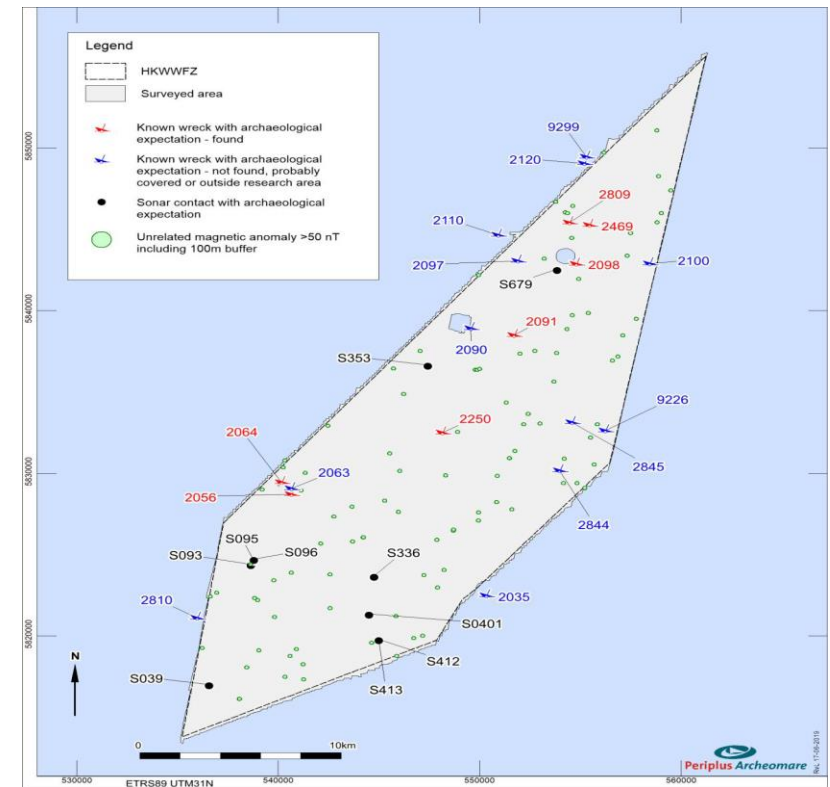 Legend
HKWWFZ
Surveyed area
Known wreck with archaeological
expectation - found
Known wreck with archaeological
expectation - not found, probably
covered or outside research area
Sonar contact with archaeological
expectation
Unrelated magnetic anomaly >50 nT
including 100m buffer
5850000
9299
2120
2809
2110
2469
2097
2098
2100
S679
5840000
2091
2090
S353
2250
9226
2064
2063
2845
5830000
2056
2844
S095
S096
S093
S336
2810
2035
S0401
5820000
S412
S039
S413
N
0
10km
Periplus Archeomare
Rev. 17-06-2019
530000
540000
550000
560000
ETRS89 UTM31N